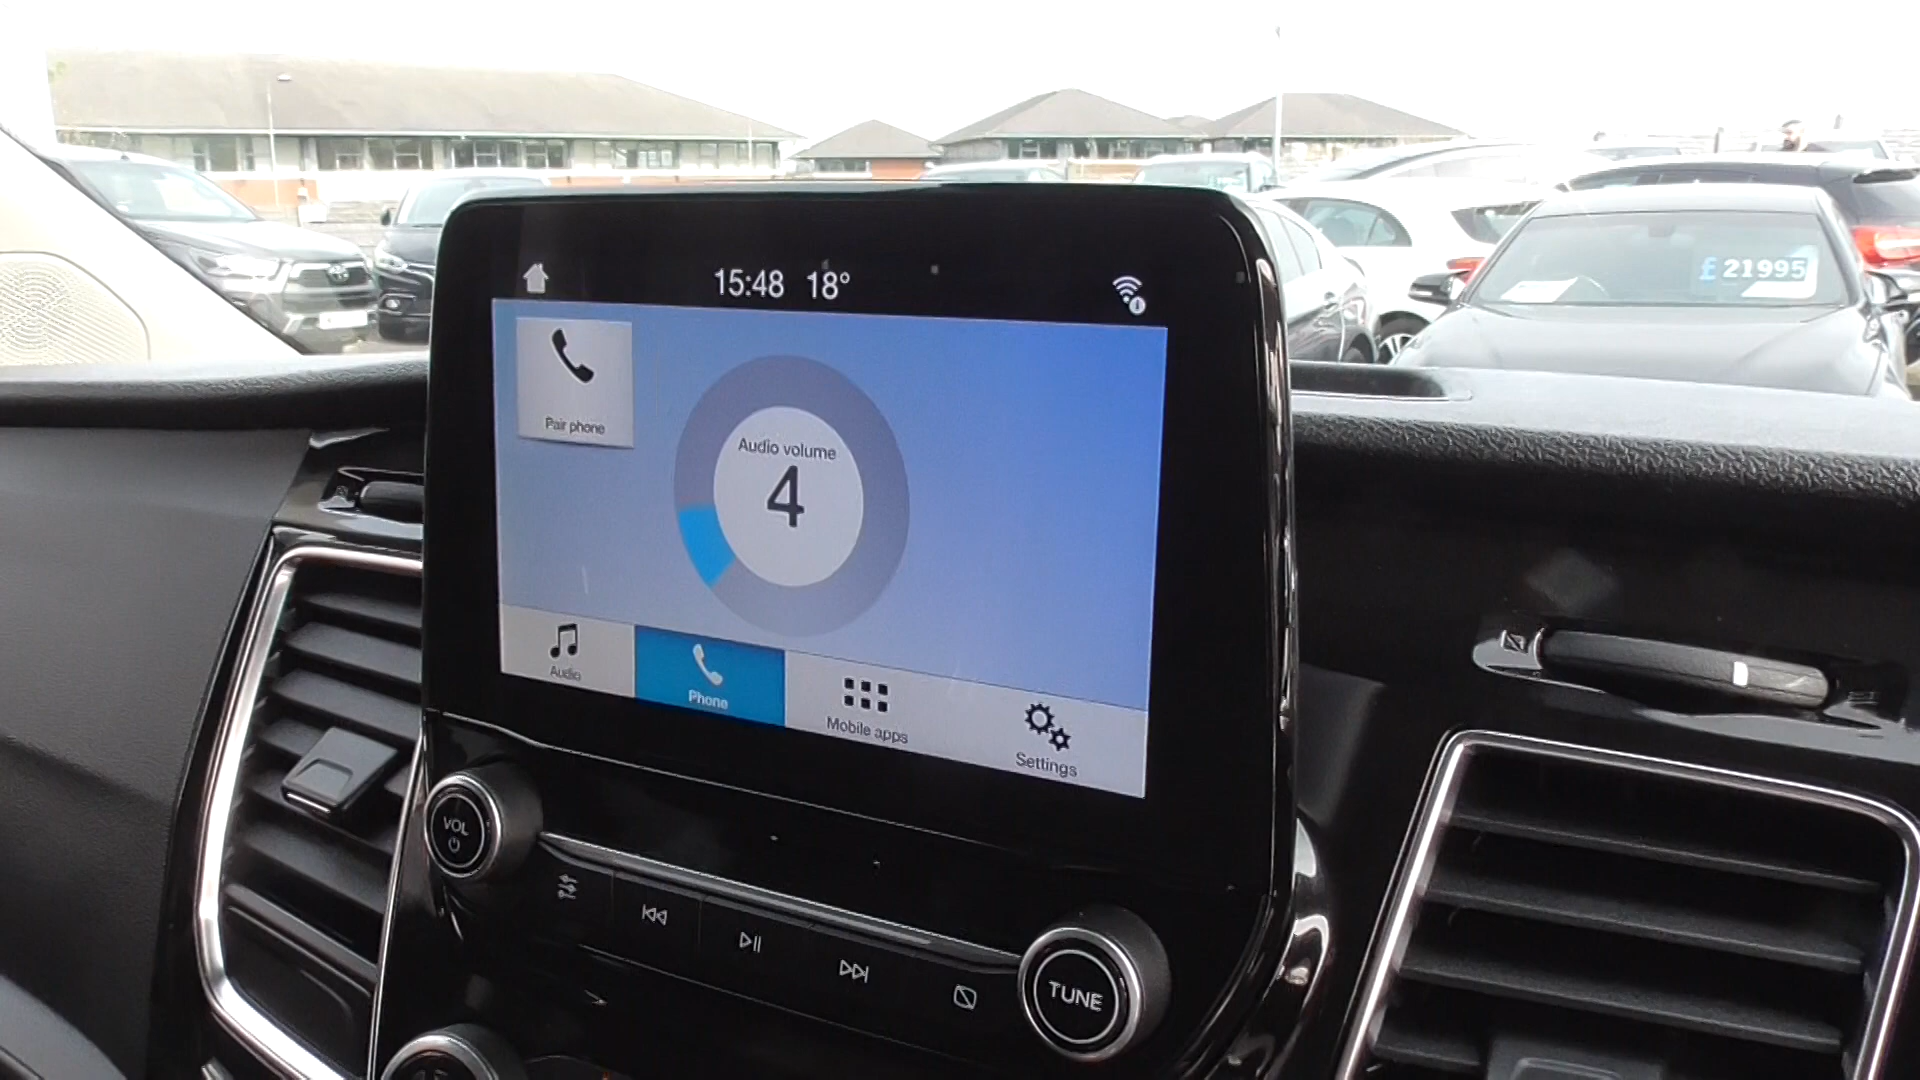 15:48 18°
Pair phone
Audio volume
4
Audio
Phone
Mobile apps
Settings
VOL
TUNE
£ 21995